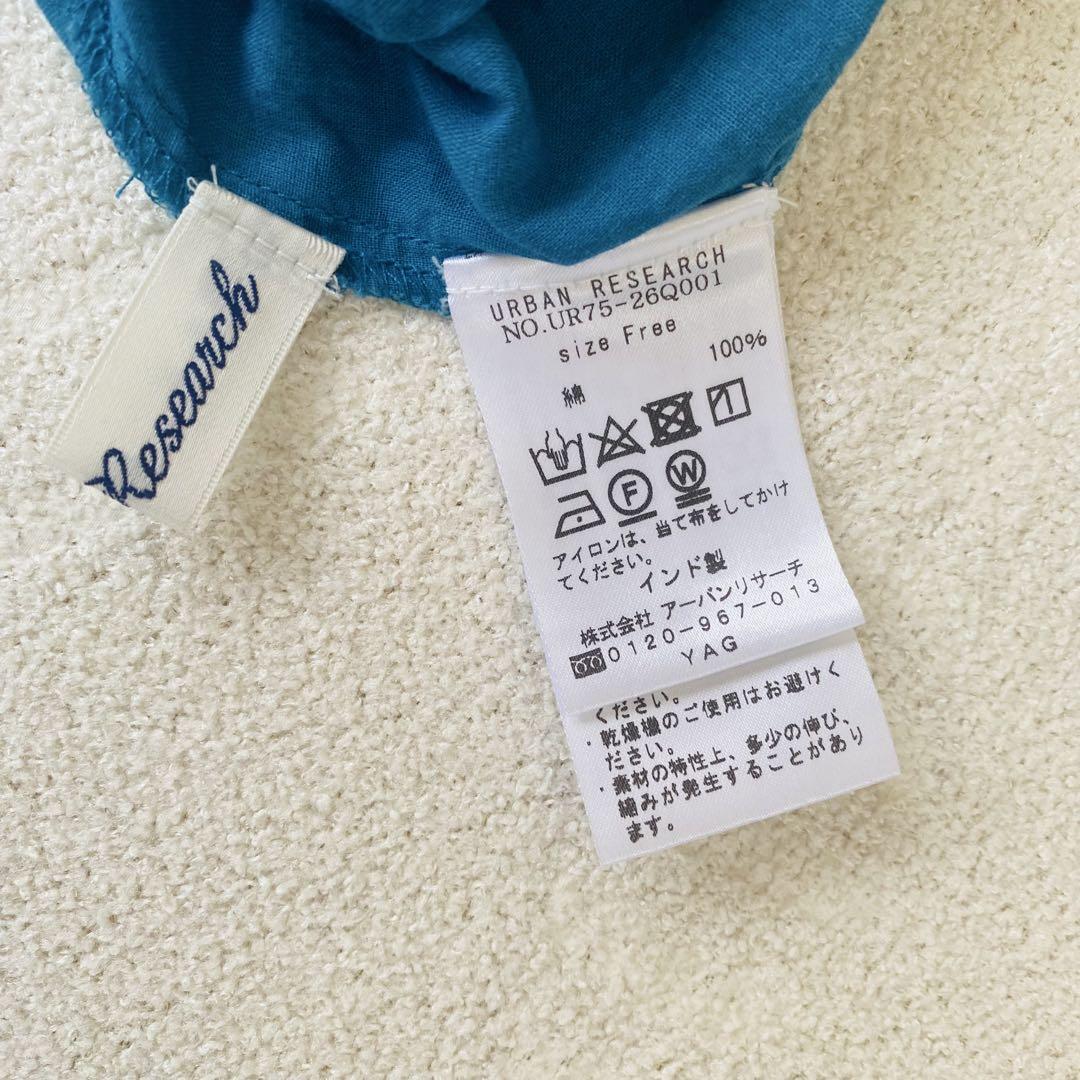 Research
URBAN RESEARCH
NO.UR75-26Q001
size Free
綿 100%
F W
アイロンは、当て布をしてかけ
てください。
インド製
株式会社 アーバンリサーチ
0120-967-013
YAG
ください。
・乾燥機のご使用はお避けく
ださい。
・素材の特性上、多少の伸び、
縮みが発生することがあり
ます。